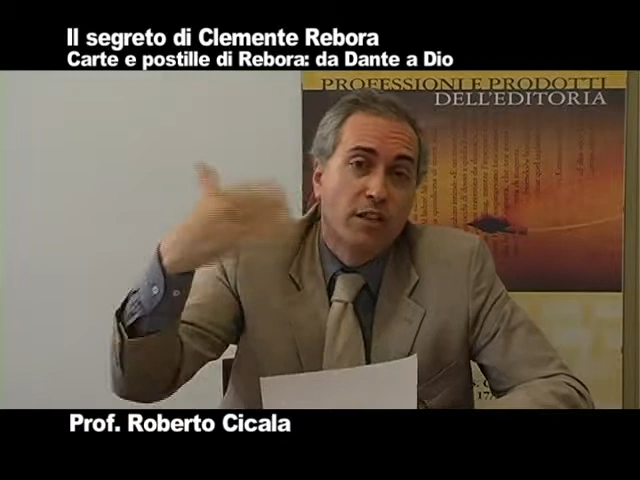 Il segreto di Clemente Rebora
Carte e postille di Rebora: da Dante a Dio
PROFESSIONI E PRODOTTI
DELL'EDITORIA
Prof. Roberto Cicala